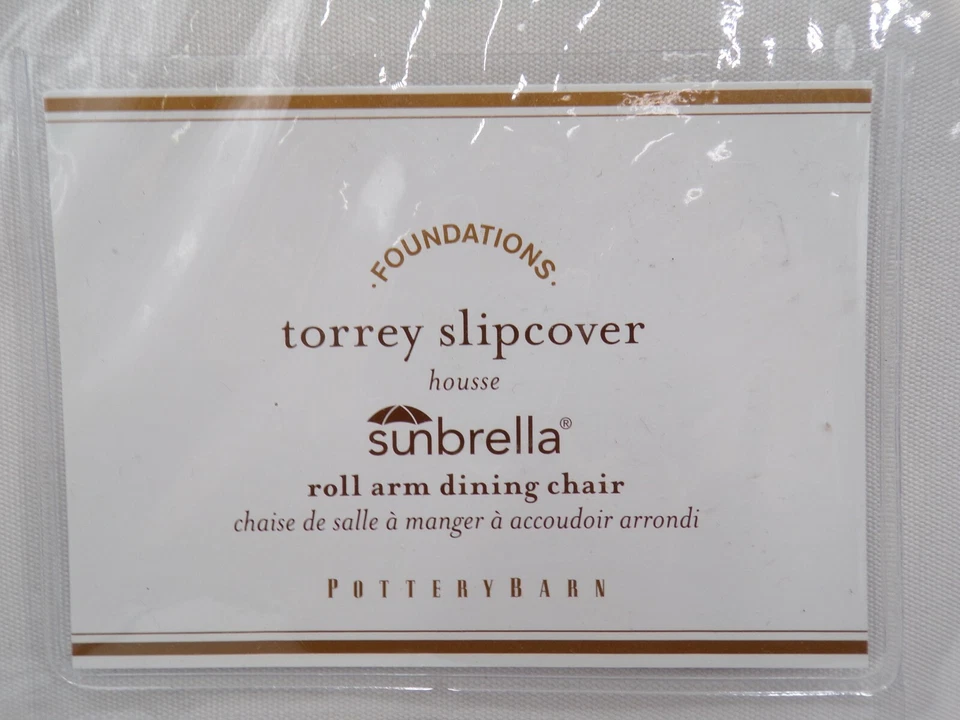 ·FOUNDATIONS·
torrey slipcover
housse
sunbrella®
roll arm dining chair
chaise de salle à manger à accoudoir arrondi
POTTERYBARN